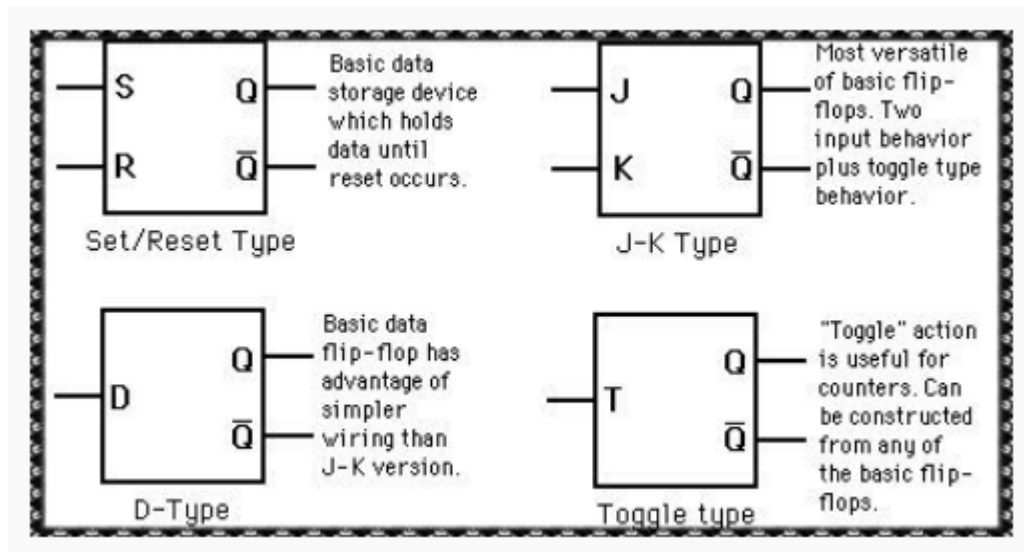 S
R
Q
Q̅
Basic data
storage device
which holds
data until
reset occurs.
Set/Reset Type
J
K
Q
Q̅
Most versatile
of basic flip-
flops. Two
input behavior
plus toggle type
behavior.
J-K Type
D
Q
Q̅
Basic data
flip-flop has
advantage of
simpler
wiring than
J-K version.
D-Type
T
Q
Q̅
"Toggle" action
is useful for
counters. Can
be constructed
from any of
the basic flip-
flops.
Toggle type